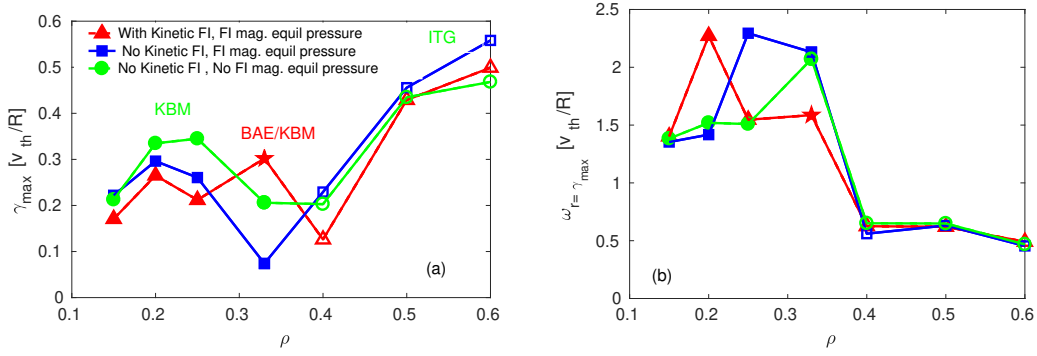 With Kinetic FI, FI mag. equil pressure
No Kinetic FI, FI mag. equil pressure
No Kinetic FI , No FI mag. equil pressure
ITG
KBM
BAE/KBM
(a)
γmax [v th/R]
0.6
0.5
0.4
0.3
0.2
0.1
0
0.1 0.2 0.3 0.4 0.5 0.6
ρ
(b)
ωr= γmax [v th/R]
2.5
2
1.5
1
0.5
0
0.1 0.2 0.3 0.4 0.5 0.6
ρ